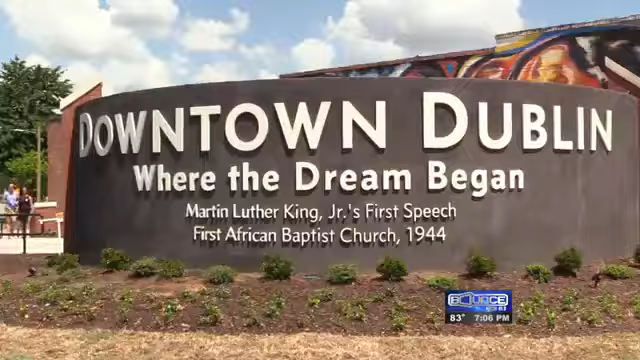 DOWNTOWN DUBLIN
Where the Dream Began
Martin Luther King, Jr.'s First Speech
First African Baptist Church, 1944
83° 7:06 PM